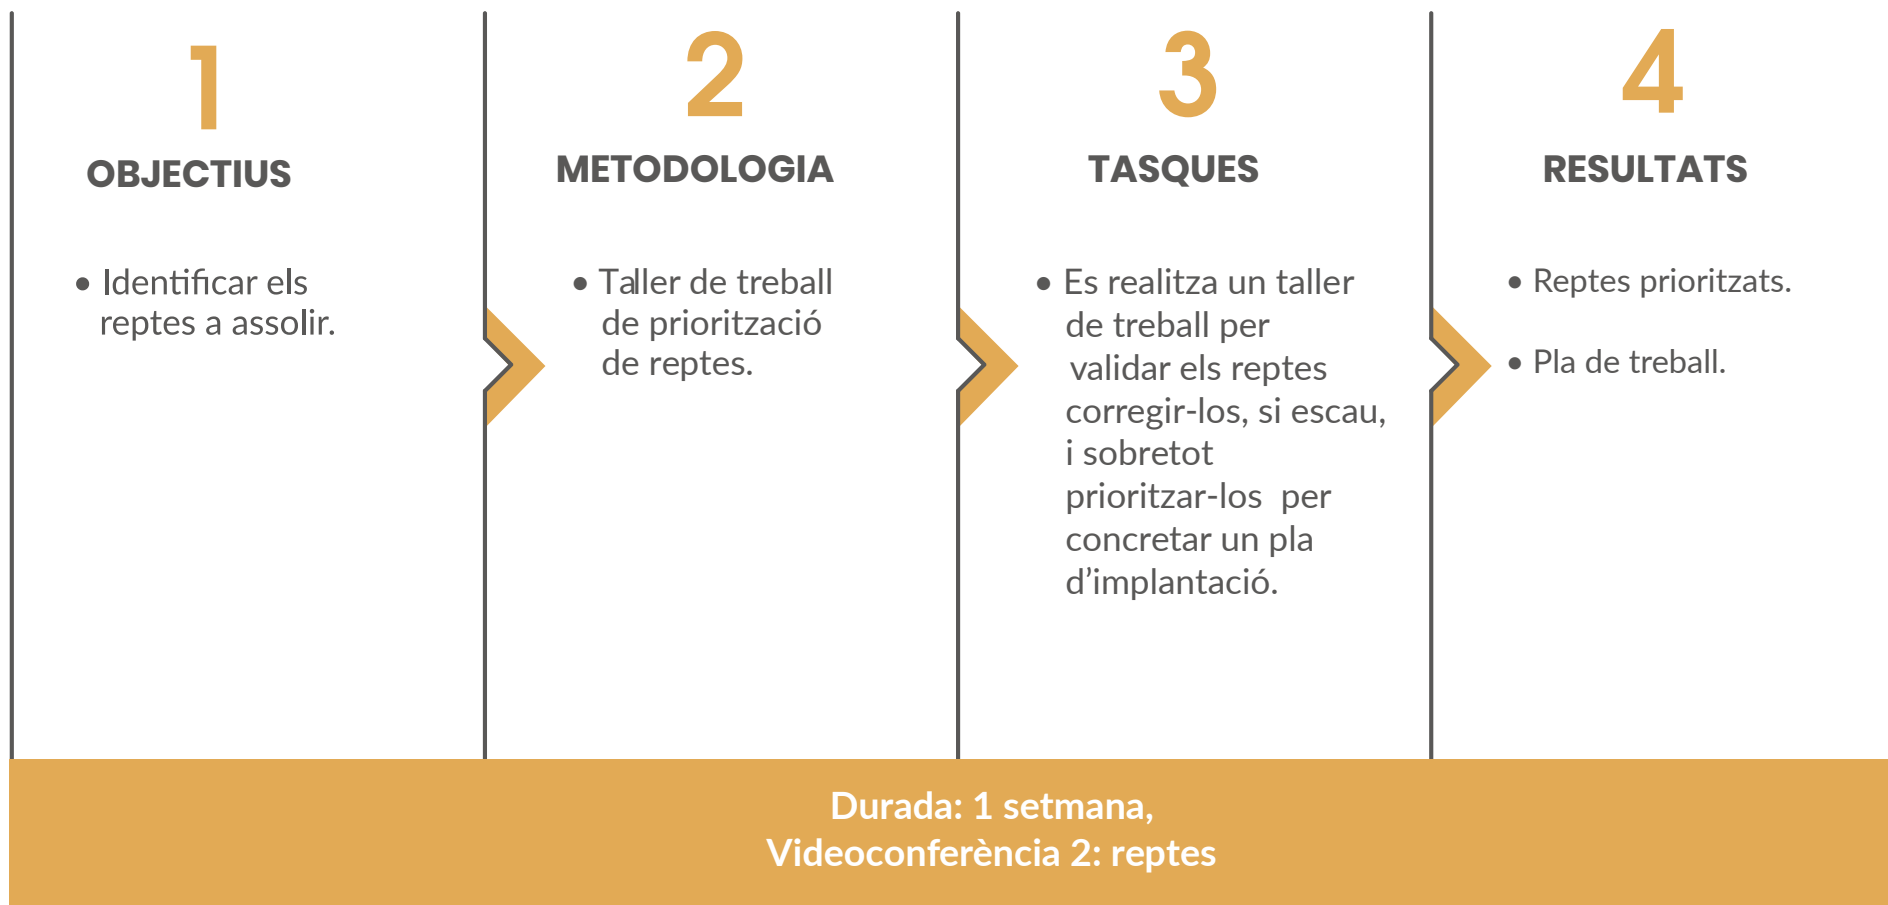 1
OBJECTIUS
• Identificar els
reptes a assolir.
2
METODOLOGIA
• Taller de treball
de priorització
de reptes.
3
TASQUES
• Es realitza un taller
de treball per
validar els reptes
corregir-los, si escau,
i sobretot
prioritzar-los  per
concretar un pla
d’implantació.
4
RESULTATS
• Reptes prioritzats.
• Pla de treball.
Durada: 1 setmana,
Videoconferència 2: reptes